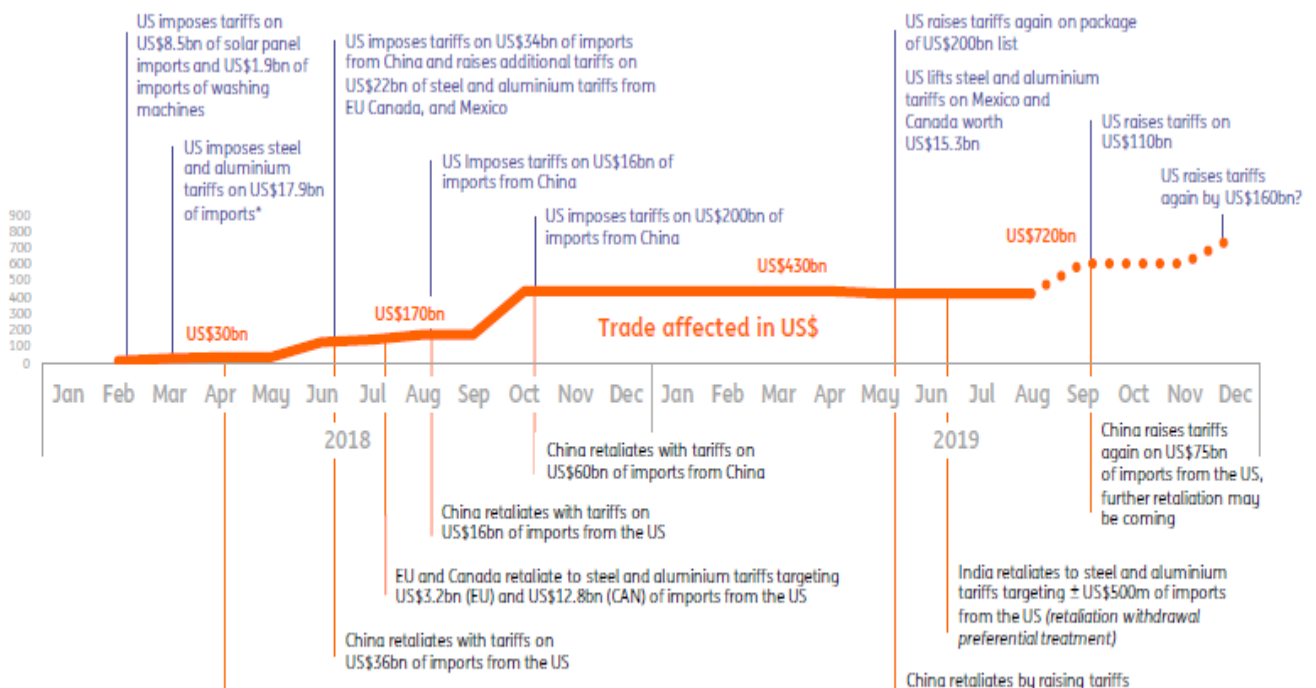 US imposes tariffs on
US$8.5bn of solar panel
imports and US$1.9bn of
imports of washing
machines
US imposes steel
and aluminium
tariffs on US$17.9bn
of imports*
US imposes tariffs on US$34bn of imports
from China and raises additional tariffs on
US$22bn of steel and aluminium tariffs from
EU Canada, and Mexico
US Imposes tariffs on US$16bn of
imports from China
US imposes tariffs on US$200bn of
imports from China
US raises tariffs again on package
of US$200bn list
US lifts steel and aluminium
tariffs on Mexico and
Canada worth
US$15.3bn
US raises tariffs on
US$110bn
US raises tariffs
again by US$160bn?
900
800
700
600
500
400
300
200
100
0
US$30bn
US$170bn
US$430bn
US$720bn
Trade affected in US$
Jan Feb Mar Apr May Jun Jul Aug Sep Oct Nov Dec Jan Feb Mar Apr May Jun Jul Aug Sep Oct Nov Dec
2018 2019
China retaliates with tariffs on
US$60bn of imports from China
China retaliates with tariffs on
US$16bn of imports from the US
EU and Canada retaliate to steel and aluminium tariffs targeting
US$3.2bn (EU) and US$12.8bn (CAN) of imports from the US
China retaliates with tariffs on
US$36bn of imports from the US
China raises tariffs
again on US$75bn
of imports from the US,
further retaliation may
be coming
India retaliates to steel and aluminium
tariffs targeting ± US$500m of imports
from the US (retaliation withdrawal
preferential treatment)
China retaliates by raising tariffs